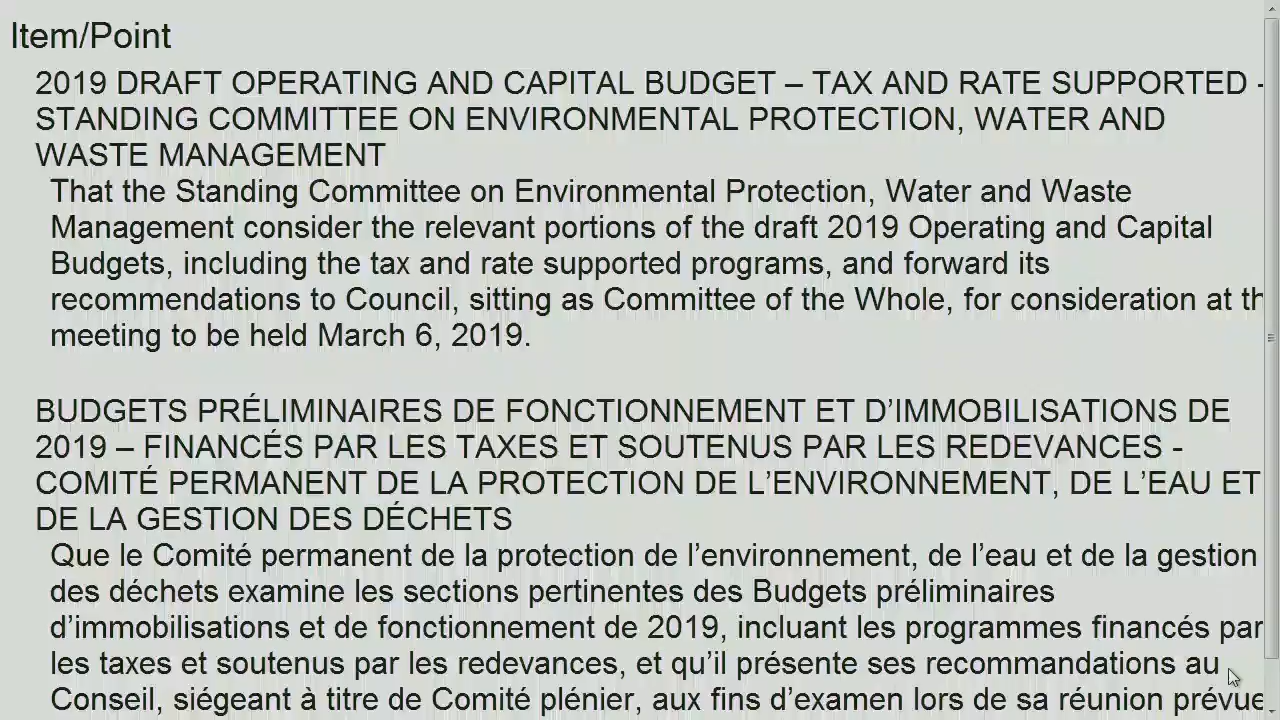 Item/Point
2019 DRAFT OPERATING AND CAPITAL BUDGET – TAX AND RATE SUPPORTED -
STANDING COMMITTEE ON ENVIRONMENTAL PROTECTION, WATER AND
WASTE MANAGEMENT
That the Standing Committee on Environmental Protection, Water and Waste
Management consider the relevant portions of the draft 2019 Operating and Capital
Budgets, including the tax and rate supported programs, and forward its
recommendations to Council, sitting as Committee of the Whole, for consideration at th
meeting to be held March 6, 2019.
BUDGETS PRÉLIMINAIRES DE FONCTIONNEMENT ET D’IMMOBILISATIONS DE
2019 – FINANCÉS PAR LES TAXES ET SOUTENUS PAR LES REDEVANCES -
COMITÉ PERMANENT DE LA PROTECTION DE L’ENVIRONNEMENT, DE L’EAU ET
DE LA GESTION DES DÉCHETS
Que le Comité permanent de la protection de l’environnement, de l’eau et de la gestion
des déchets examine les sections pertinentes des Budgets préliminaires
d’immobilisations et de fonctionnement de 2019, incluant les programmes financés par
les taxes et soutenus par les redevances, et qu’il présente ses recommandations au
Conseil, siégeant à titre de Comité plénier, aux fins d’examen lors de sa réunion prévue